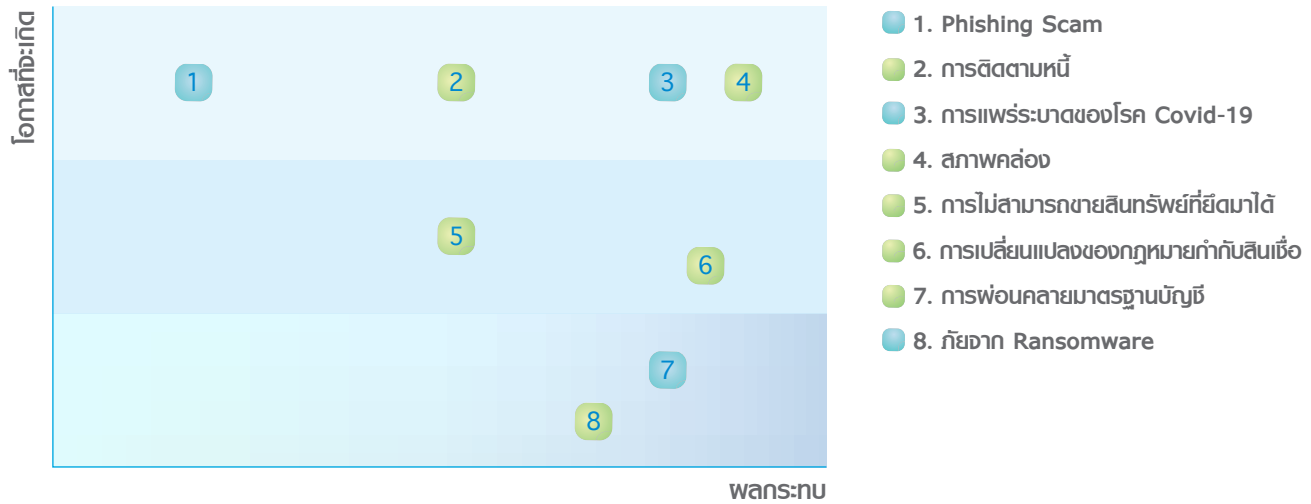 โอกาสที่จะเกิด
1
2
3
4
5
6
7
8
ผลกระทบ
1. Phishing Scam
2. การติดตามหนี้
3. การแพร่ระบาดของโรค Covid-19
4. สภาพคล่อง
5. การไม่สามารถขายสินทรัพย์ที่ยึดมาได้
6. การเปลี่ยนแปลงของกฎหมายกำกับสินเชื่อ
7. การผ่อนคลายมาตรฐานบัญชี
8. ภัยจาก Ransomware